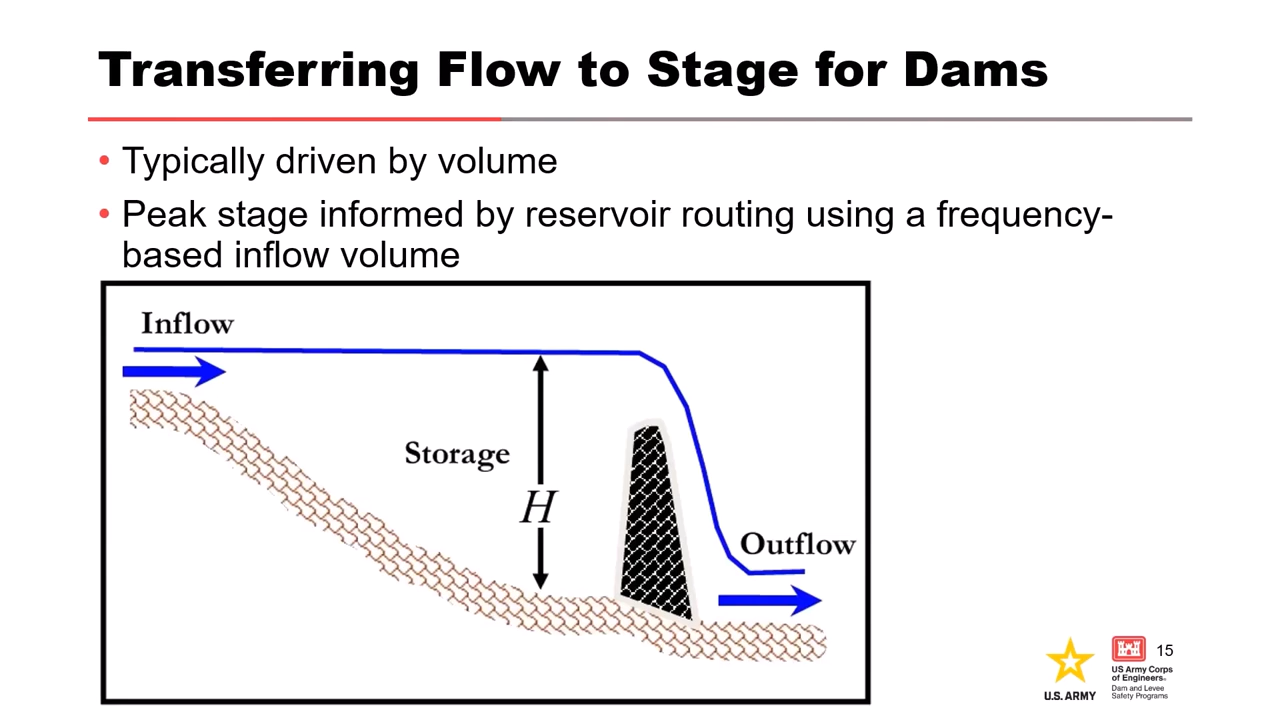 Transferring Flow to Stage for Dams
• Typically driven by volume
• Peak stage informed by reservoir routing using a frequency-
based inflow volume
Inflow
Storage
H
Outflow
U.S. ARMY
US Army Corps
of Engineers®
Dam and Levee
Safety Programs
15